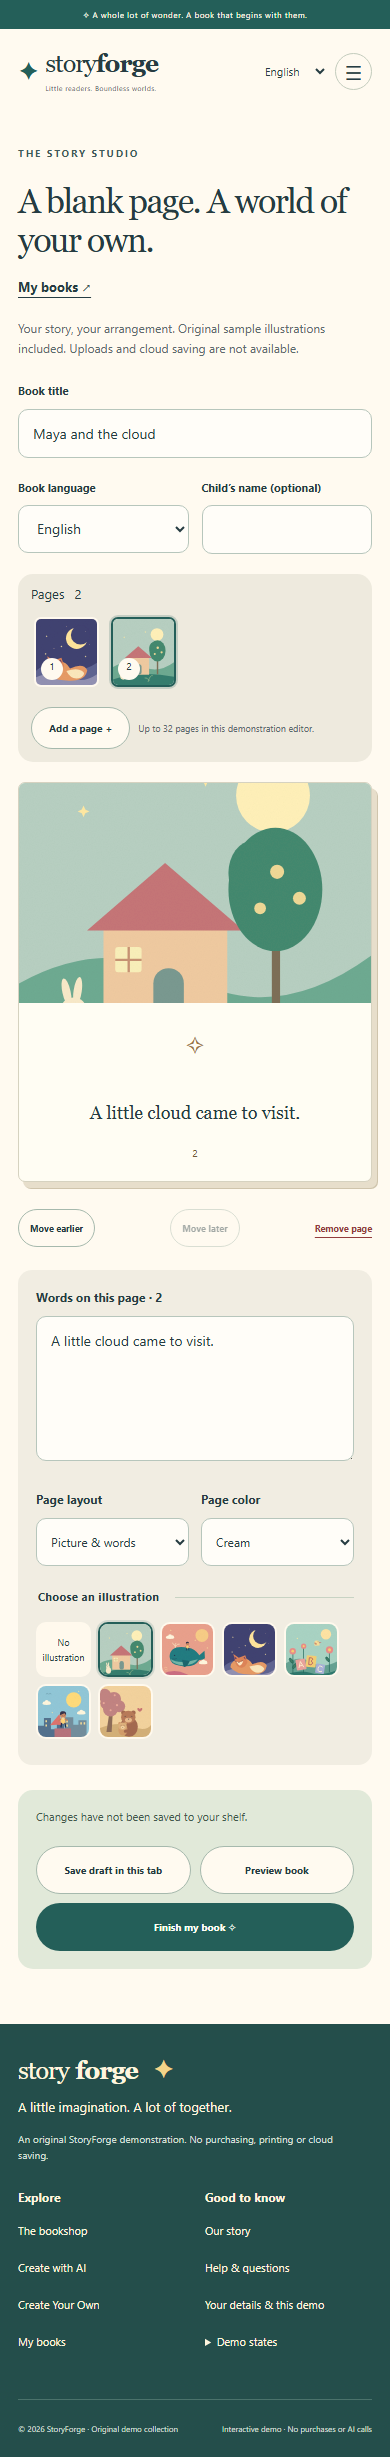 ✧ A whole lot of wonder. A book that begins with them.
storyforge
Little readers. Boundless worlds.
English
THE STORY STUDIO
A blank page. A world of
your own.
My books ↗
Your story, your arrangement. Original sample illustrations
included. Uploads and cloud saving are not available.
Book title
Maya and the cloud
Book language
Child's name (optional)
English
Pages 2
1
2
Add a page +
Up to 32 pages in this demonstration editor.
A little cloud came to visit.
2
Move earlier
Move later
Remove page
Words on this page · 2
A little cloud came to visit.
Page layout
Page color
Picture & words
Cream
Choose an illustration
No
illustration
A B C
Changes have not been saved to your shelf.
Save draft in this tab
Preview book
Finish my book ✧
story forge
A little imagination. A lot of together.
An original StoryForge demonstration. No purchasing, printing or cloud
saving.
Explore
Good to know
The bookshop
Our story
Create with AI
Help & questions
Create Your Own
Your details & this demo
My books
▶ Demo states
© 2026 StoryForge · Original demo collection
Interactive demo · No purchases or AI calls